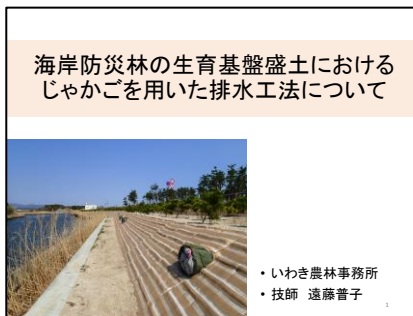 海岸防災林の生育基盤盛土における
じゃかごを用いた排水工法について
・いわき農林事務所
・技師 遠藤普子
1